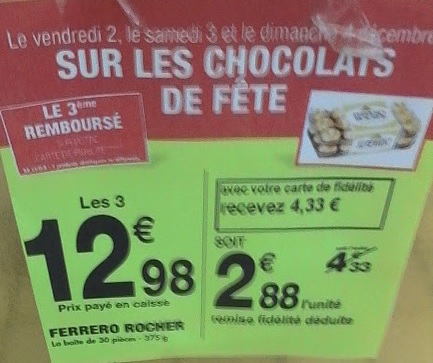 Le vendredi 2, le samedi 3 et le dimanche 4 décembre
SUR LES CHOCOLATS
DE FÊTE
LE 3ème
REMBOURSÉ
Les 3
12€98
Prix payé en caisse
FERRERO ROCHER
La boîte de 30 pièces - 375 g
avec votre carte de fidélité
recevez 4,33 €
SOIT
2€88 l'unité
4€33
remise fidélité déduite